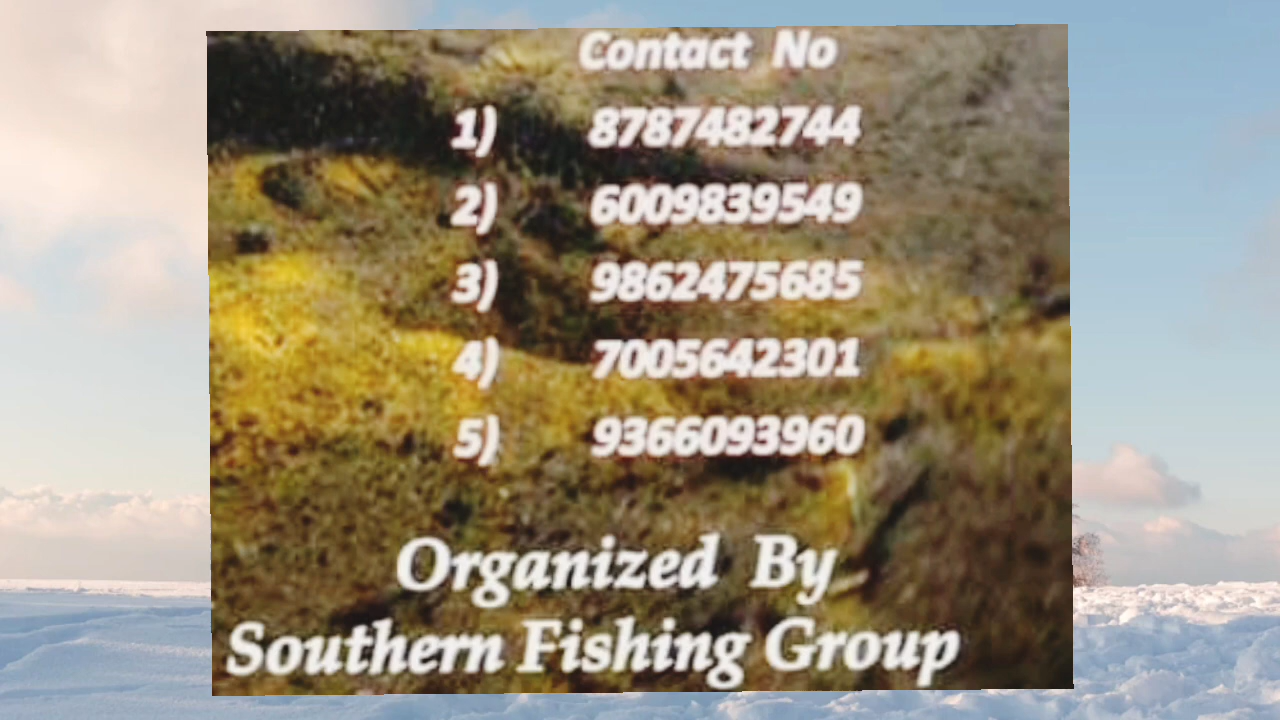 Contact No
1) 8787482744
2) 6009839549
3) 9862475685
4) 7005642301
5) 9366093960
Organized By
Southern Fishing Group